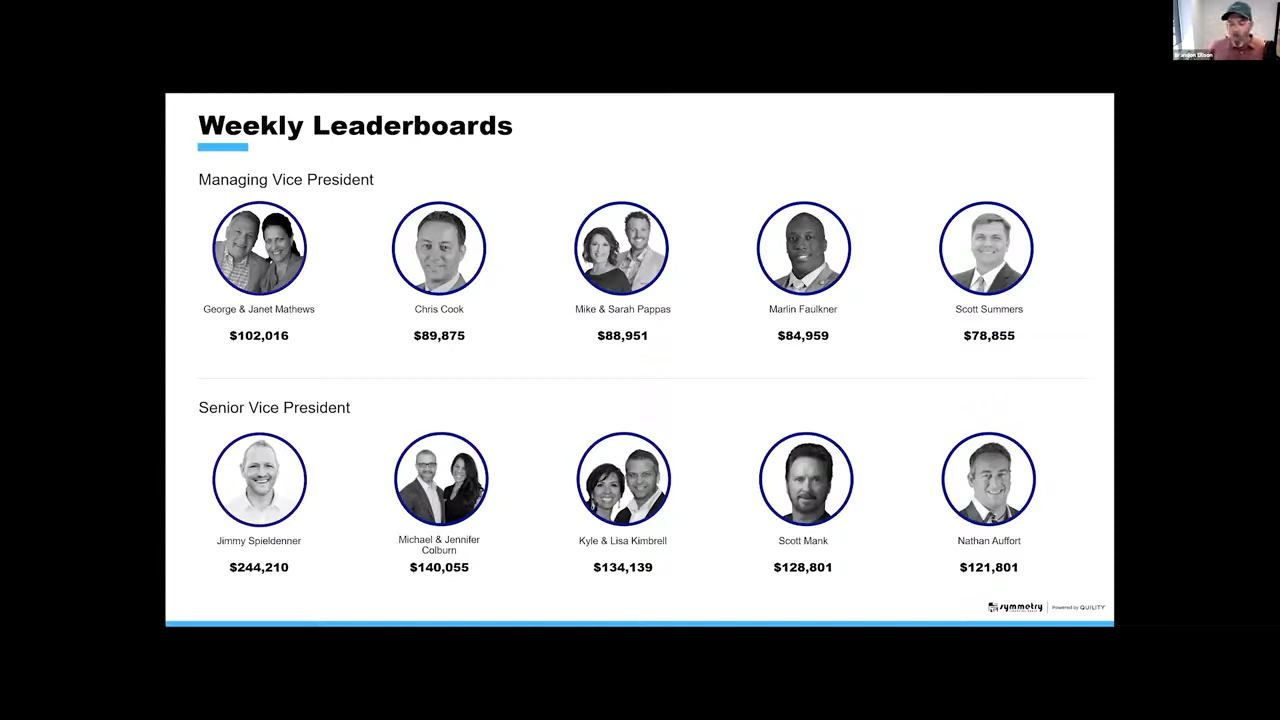 Brandon Ellison
Weekly Leaderboards
Managing Vice President
George & Janet Mathews
Chris Cook
Mike & Sarah Pappas
Marlin Faulkner
Scott Summers
$102,016
$89,875
$88,951
$84,959
$78,855
Senior Vice President
Jimmy Spieldenner
Michael & Jennifer
Colburn
Kyle & Lisa Kimbrell
Scott Mank
Nathan Auffort
$244,210
$140,055
$134,139
$128,801
$121,801
symmetry
Powered by QUILITY